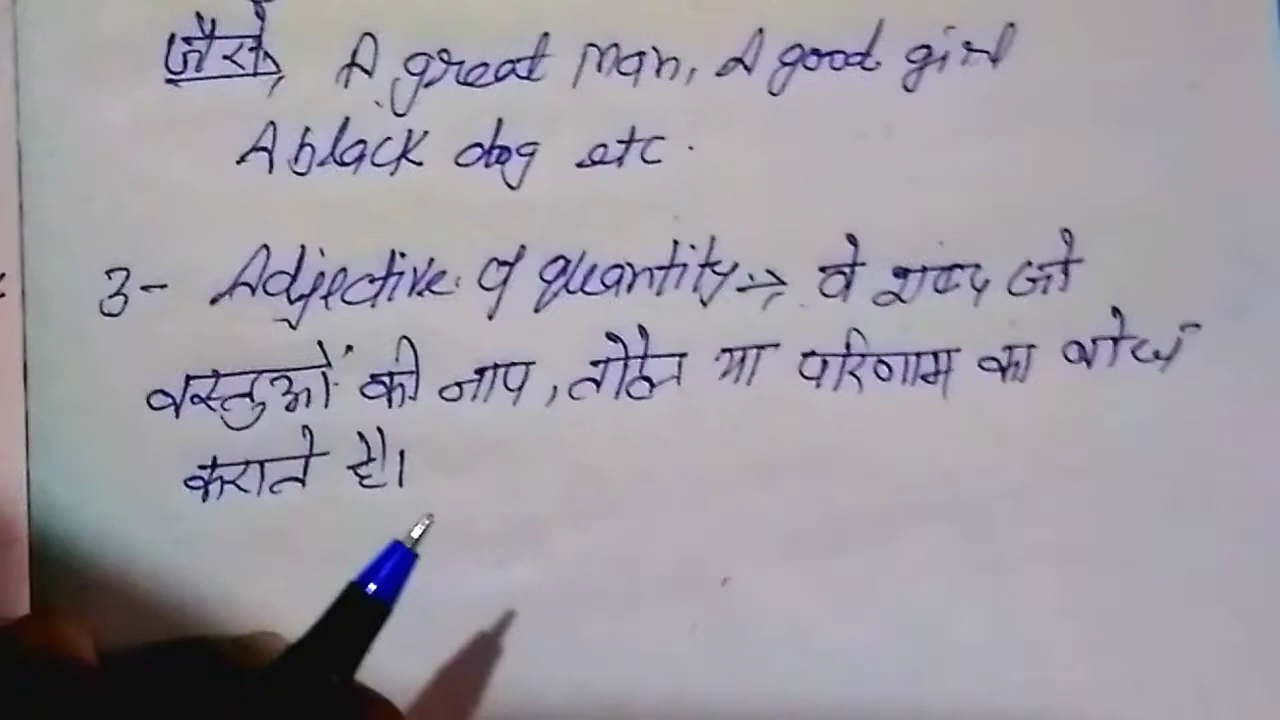 जैसे, A great man, A good girl
A black dog etc.
3- Adjective of quantity⇒ वे शब्द जो
वस्तुओं की नाप, तौल या परिणाम का बोध
कराते है।